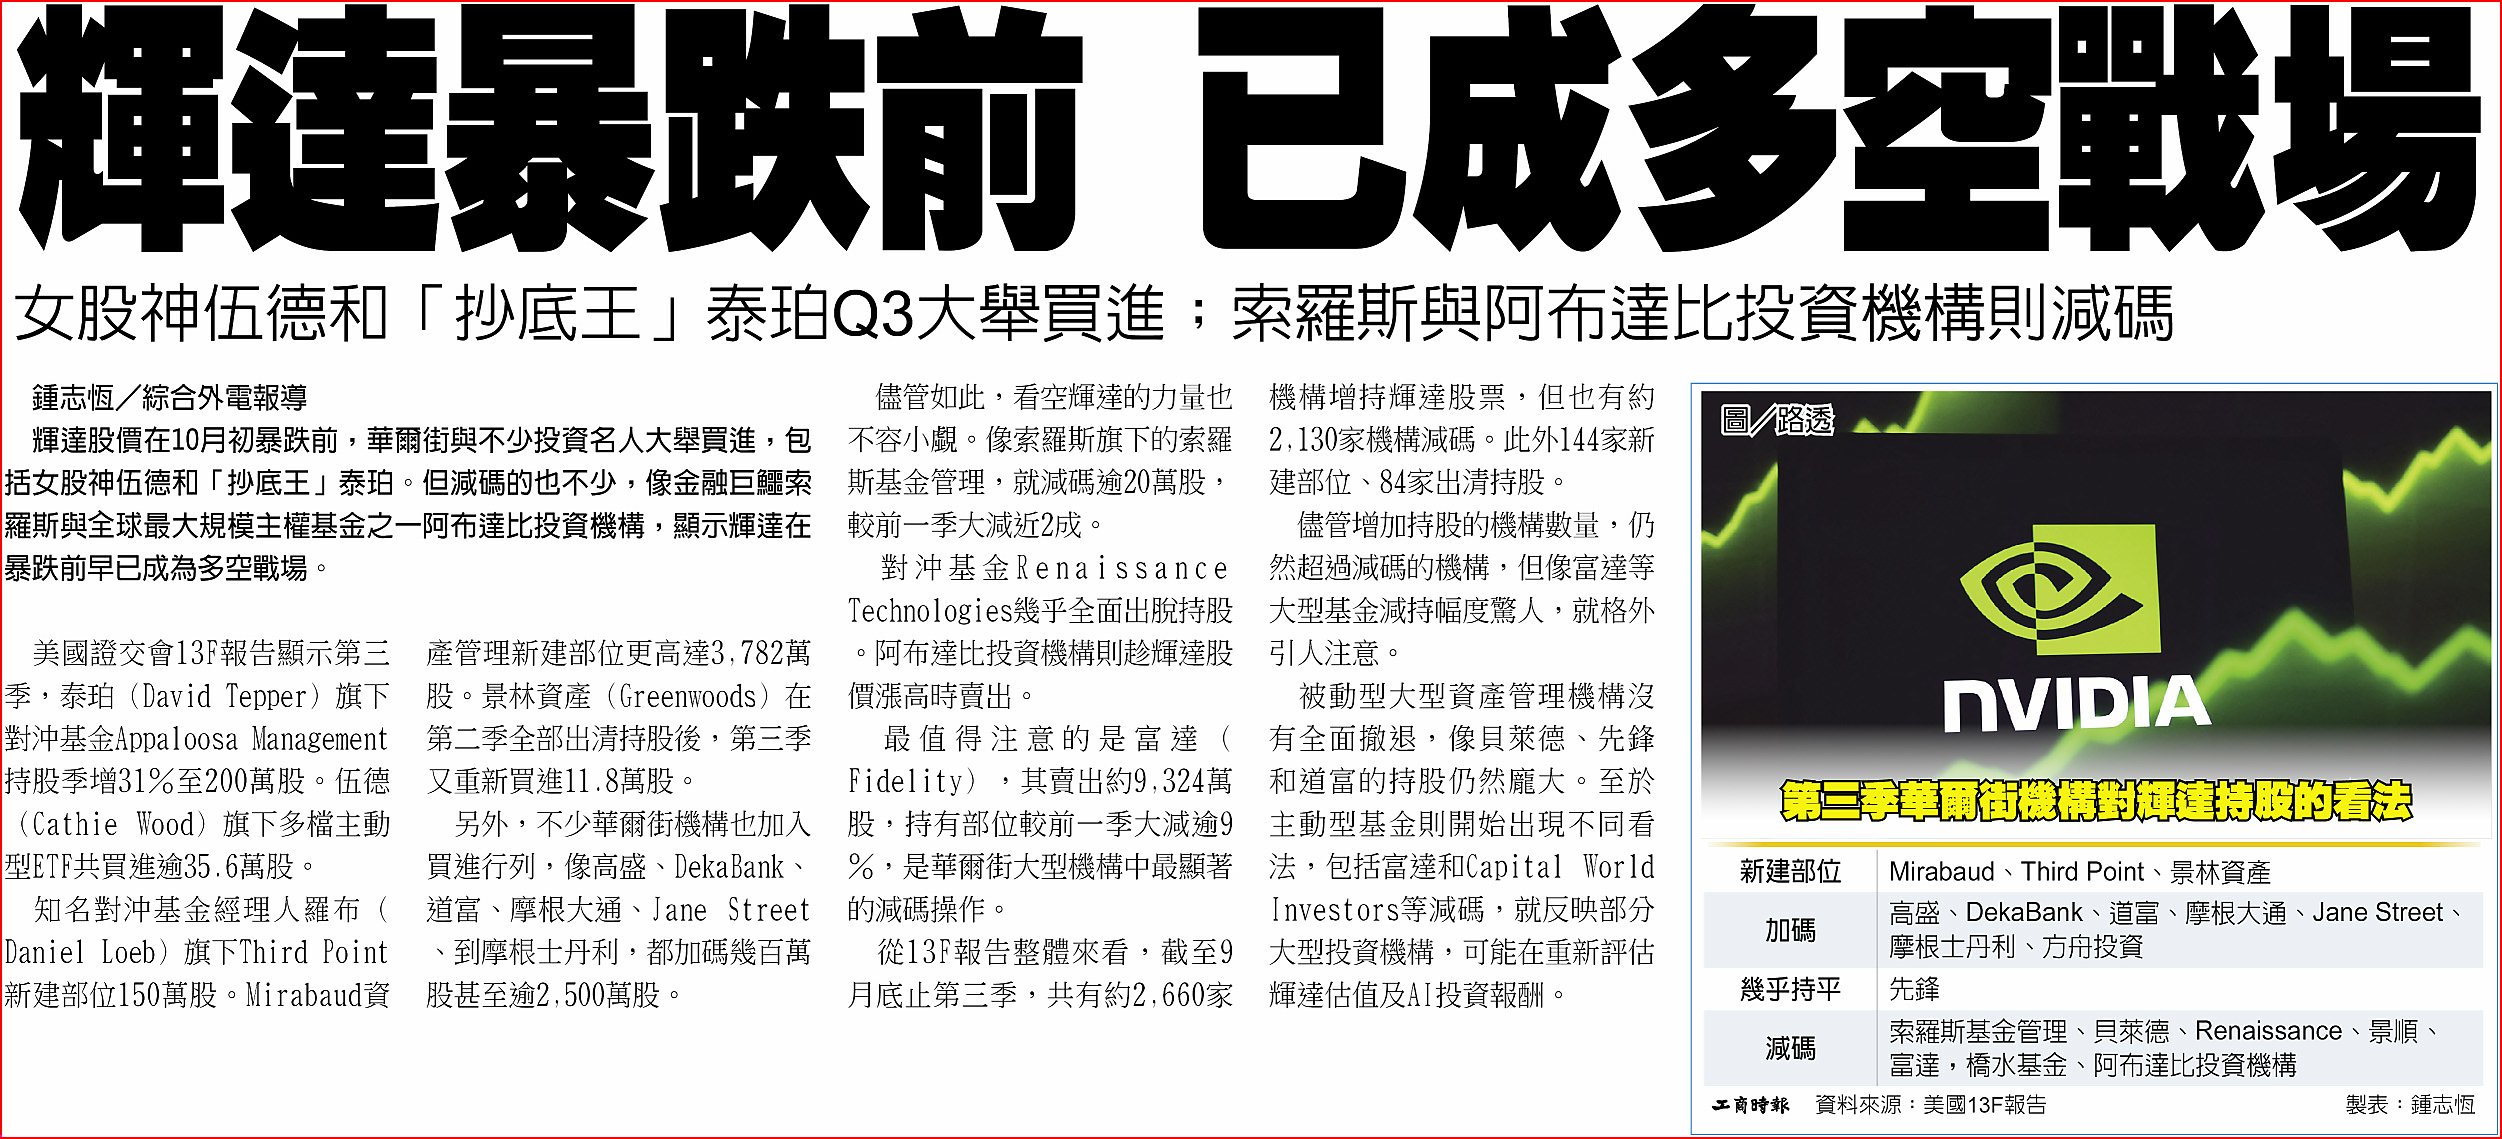 輝達暴跌前 已成多空戰場
女股神伍德和「抄底王」泰珀Q3大舉買進；索羅斯與阿布達比投資機構則減碼
鍾志恆／綜合外電報導
輝達股價在10月初暴跌前，華爾街與不少投資名人大舉買進，包
括女股神伍德和「抄底王」泰珀。但減碼的也不少，像金融巨鱷索
羅斯與全球最大規模主權基金之一阿布達比投資機構，顯示輝達在
暴跌前早已成為多空戰場。
美國證交會13F報告顯示第三
季，泰珀（David Tepper）旗下
對沖基金Appaloosa Management
持股季增31％至200萬股。伍德
（Cathie Wood）旗下多檔主動
型ETF共買進逾35.6萬股。
知名對沖基金經理人羅布（
Daniel Loeb）旗下Third Point
新建部位150萬股。Mirabaud資
產管理新建部位更高達3,782萬
股。景林資產（Greenwoods）在
第二季全部出清持股後，第三季
又重新買進11.8萬股。
另外，不少華爾街機構也加入
買進行列，像高盛、DekaBank、
道富、摩根大通、Jane Street
、到摩根士丹利，都加碼幾百萬
股甚至逾2,500萬股。
儘管如此，看空輝達的力量也
不容小覷。像索羅斯旗下的索羅
斯基金管理，就減碼逾20萬股，
較前一季大減近2成。
對沖基金Renaissance
Technologies幾乎全面出脫持股
。阿布達比投資機構則趁輝達股
價漲高時賣出。
最值得注意的是富達（
Fidelity），其賣出約9,324萬
股，持有部位較前一季大減逾9
％，是華爾街大型機構中最顯著
的減碼操作。
從13F報告整體來看，截至9
月底止第三季，共有約2,660家
機構增持輝達股票，但也有約
2,130家機構減碼。此外144家新
建部位、84家出清持股。
儘管增加持股的機構數量，仍
然超過減碼的機構，但像富達等
大型基金減持幅度驚人，就格外
引人注意。
被動型大型資產管理機構沒
有全面撤退，像貝萊德、先鋒
和道富的持股仍然龐大。至於
主動型基金則開始出現不同看
法，包括富達和Capital World
Investors等減碼，就反映部分
大型投資機構，可能在重新評估
輝達估值及AI投資報酬。
圖／路透
NVIDIA
第三季華爾街機構對輝達持股的看法
新建部位 Mirabaud、Third Point、景林資產
加碼 高盛、DekaBank、道富、摩根大通、Jane Street、
摩根士丹利、方舟投資
幾乎持平 先鋒
減碼 索羅斯基金管理、貝萊德、Renaissance、景順、
富達，橋水基金、阿布達比投資機構
工商時報 資料來源：美國13F報告 製表：鍾志恆